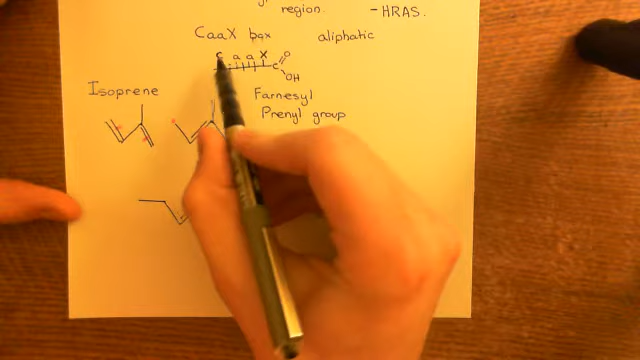 region. - HRAS.
CaaX box aliphatic
C a a X
C O
OH
Isoprene
Farnesyl
Prenyl group